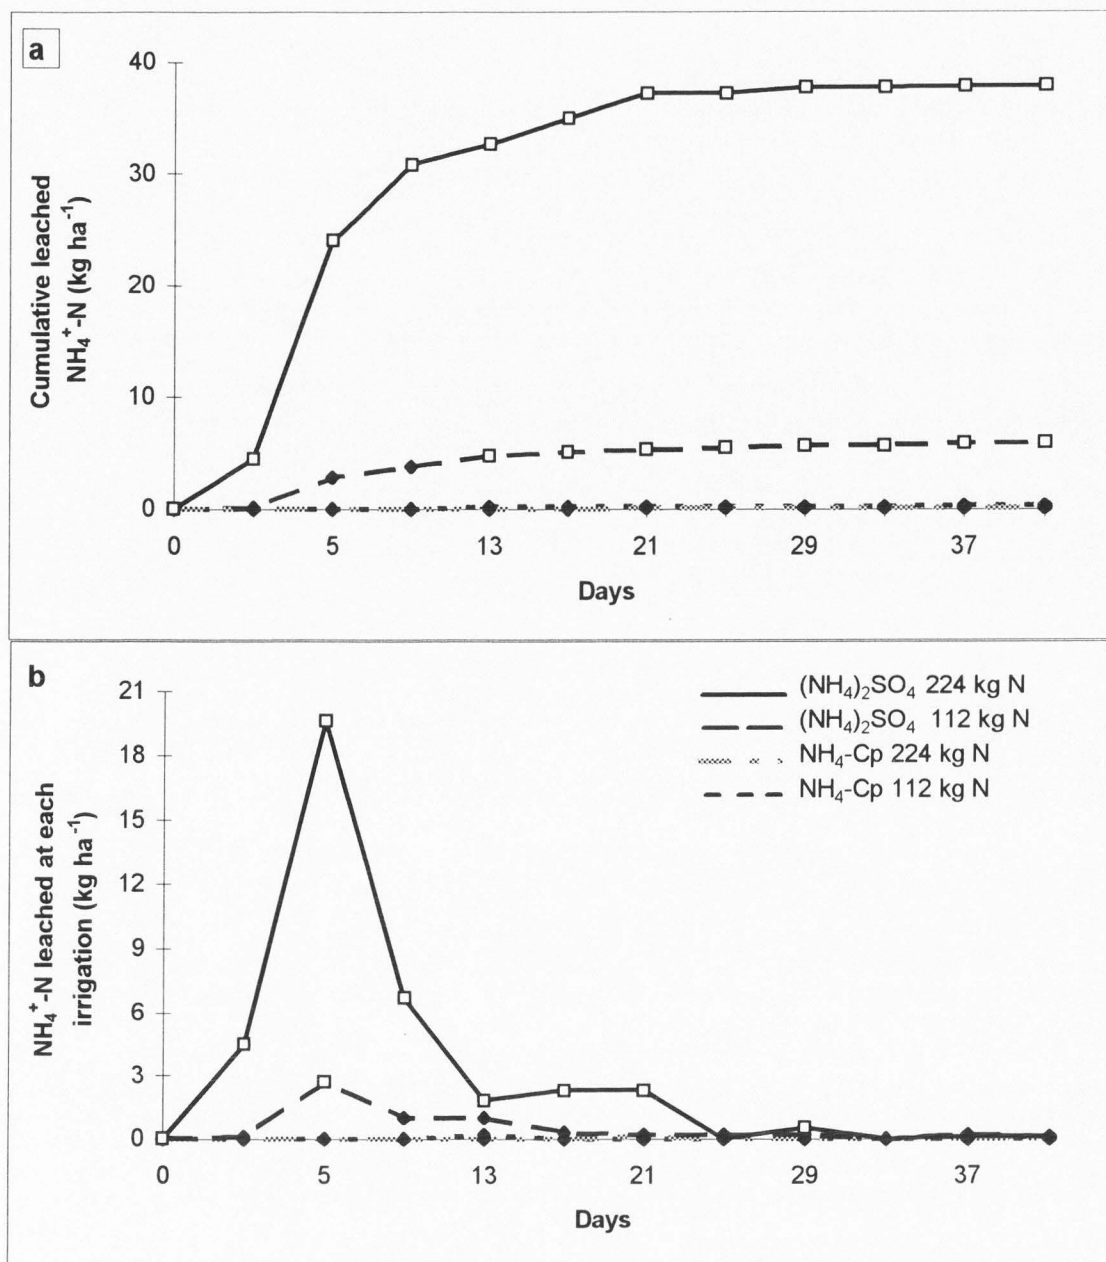 a
40
30
20
10
0
Cumulative leached
NH₄⁺-N (kg ha⁻¹)
0 5 13 21 29 37
Days
b
21
18
15
12
9
6
3
0
NH₄⁺-N leached at each
irrigation (kg ha⁻¹)
(NH₄)₂SO₄ 224 kg N
(NH₄)₂SO₄ 112 kg N
NH₄-Cp 224 kg N
NH₄-Cp 112 kg N
0 5 13 21 29 37
Days